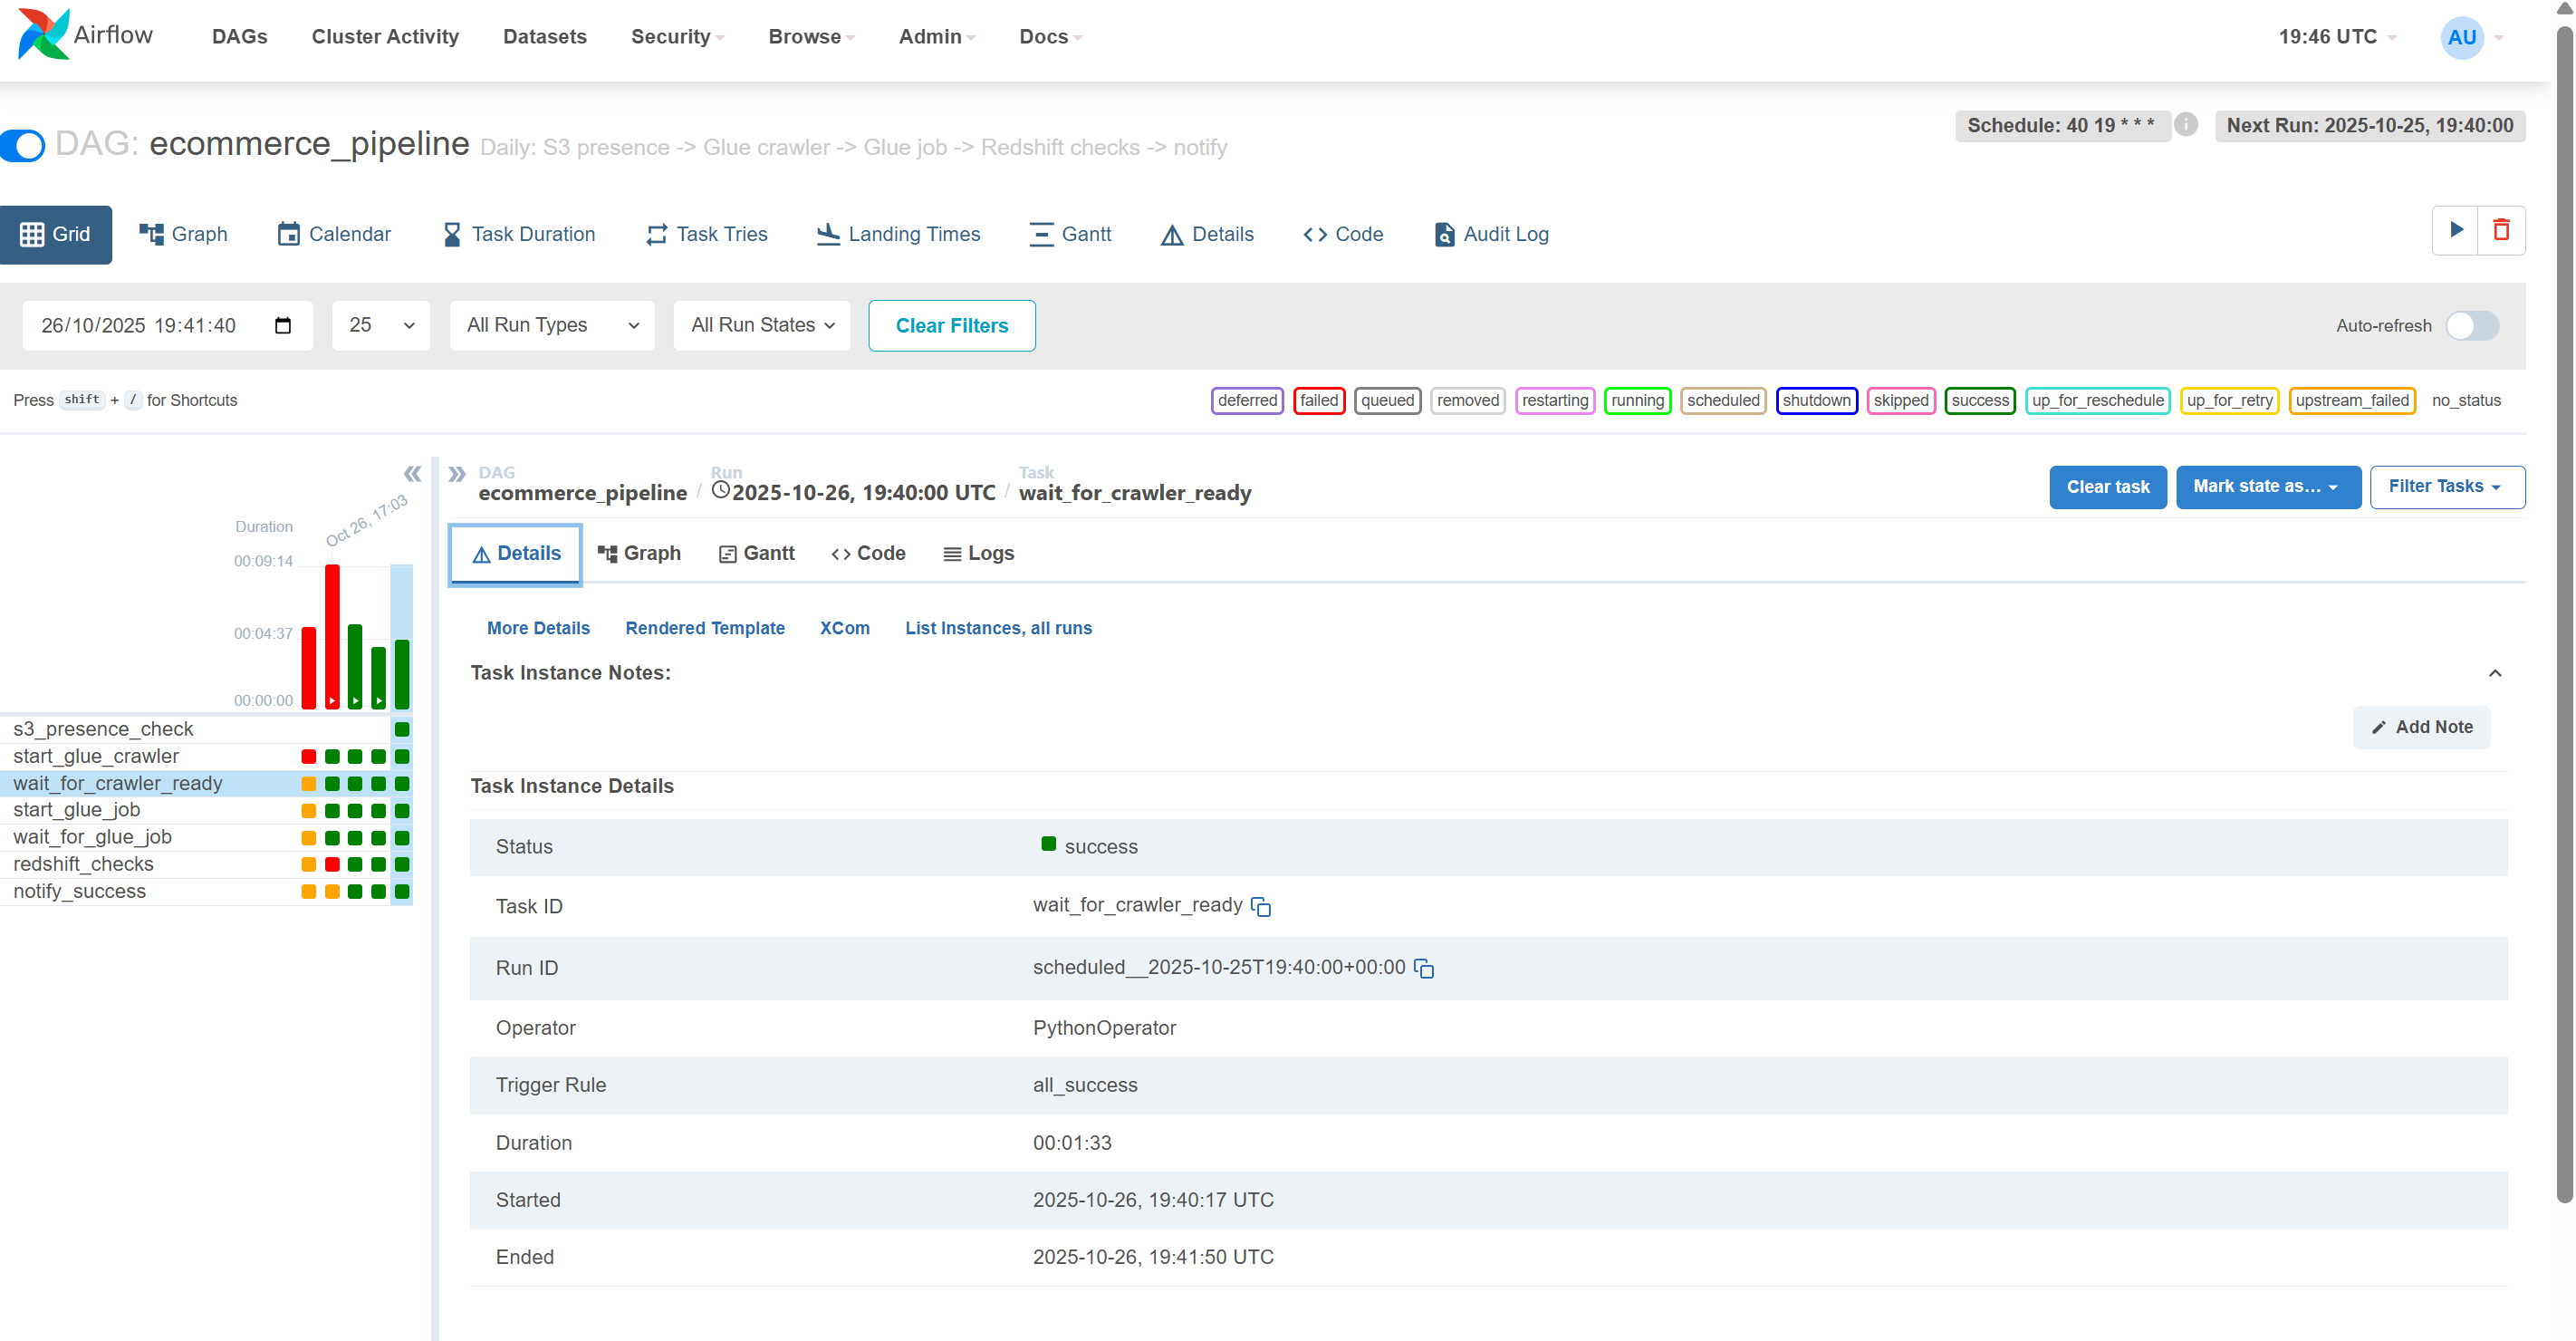 Airflow DAGs Cluster Activity Datasets Security Browse Admin Docs 19:46 UTC AU
DAG: ecommerce_pipeline Daily: S3 presence -> Glue crawler -> Glue job -> Redshift checks -> notify
Schedule: 40 19 * * * i Next Run: 2025-10-25, 19:40:00
Grid Graph Calendar Task Duration Task Tries Landing Times Gantt Details Code Audit Log
26/10/2025 19:41:40 25 All Run Types All Run States Clear Filters Auto-refresh
Press shift + / for Shortcuts
deferred failed queued removed restarting running scheduled shutdown skipped success up_for_reschedule up_for_retry upstream_failed no_status
Duration
Oct 26, 17:03
00:09:14
00:04:37
00:00:00
s3_presence_check
start_glue_crawler
wait_for_crawler_ready
start_glue_job
wait_for_glue_job
redshift_checks
notify_success
DAG Run Task
ecommerce_pipeline / 2025-10-26, 19:40:00 UTC / wait_for_crawler_ready
Clear task Mark state as... Filter Tasks
Details Graph Gantt Code Logs
More Details Rendered Template XCom List Instances, all runs
Task Instance Notes:
Add Note
Task Instance Details
Status success
Task ID wait_for_crawler_ready
Run ID scheduled__2025-10-25T19:40:00+00:00
Operator PythonOperator
Trigger Rule all_success
Duration 00:01:33
Started 2025-10-26, 19:40:17 UTC
Ended 2025-10-26, 19:41:50 UTC